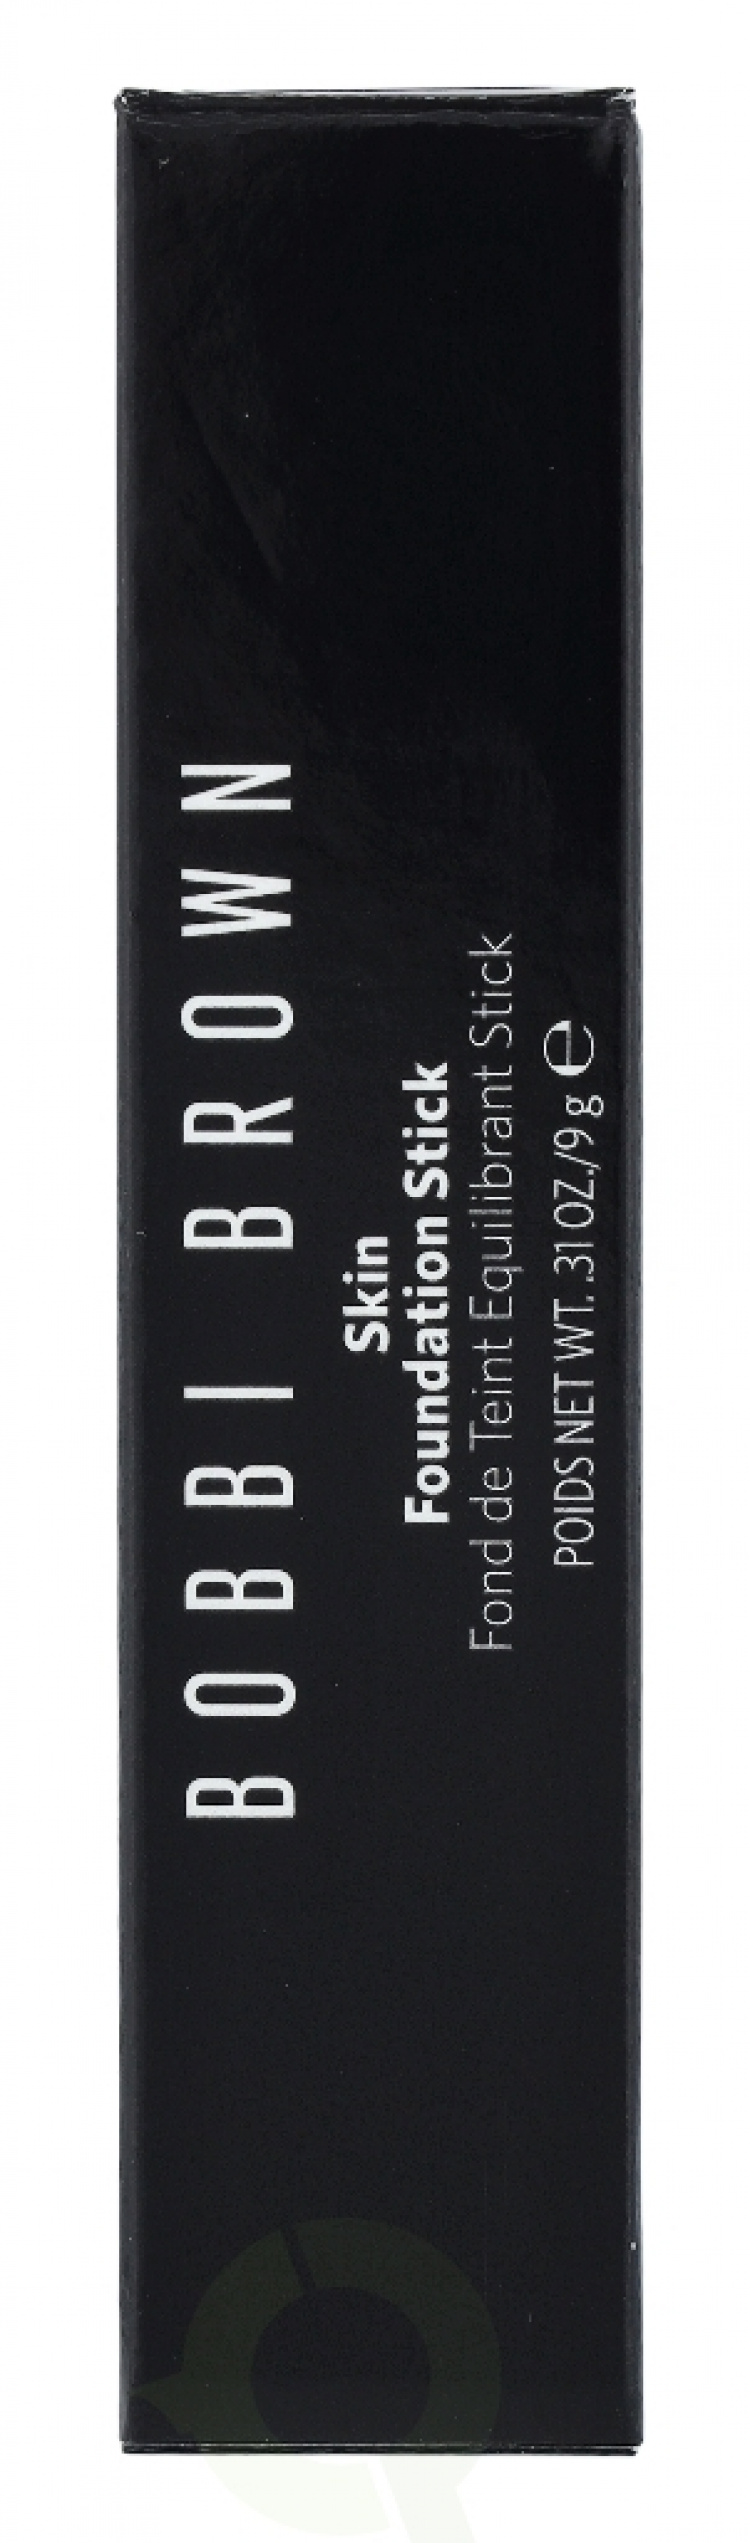 BOBBI BROWN
Skin
Foundation Stick
Fond de Teint Equilibrant Stick
POIDS NET WT. .31 OZ./9 g ℮